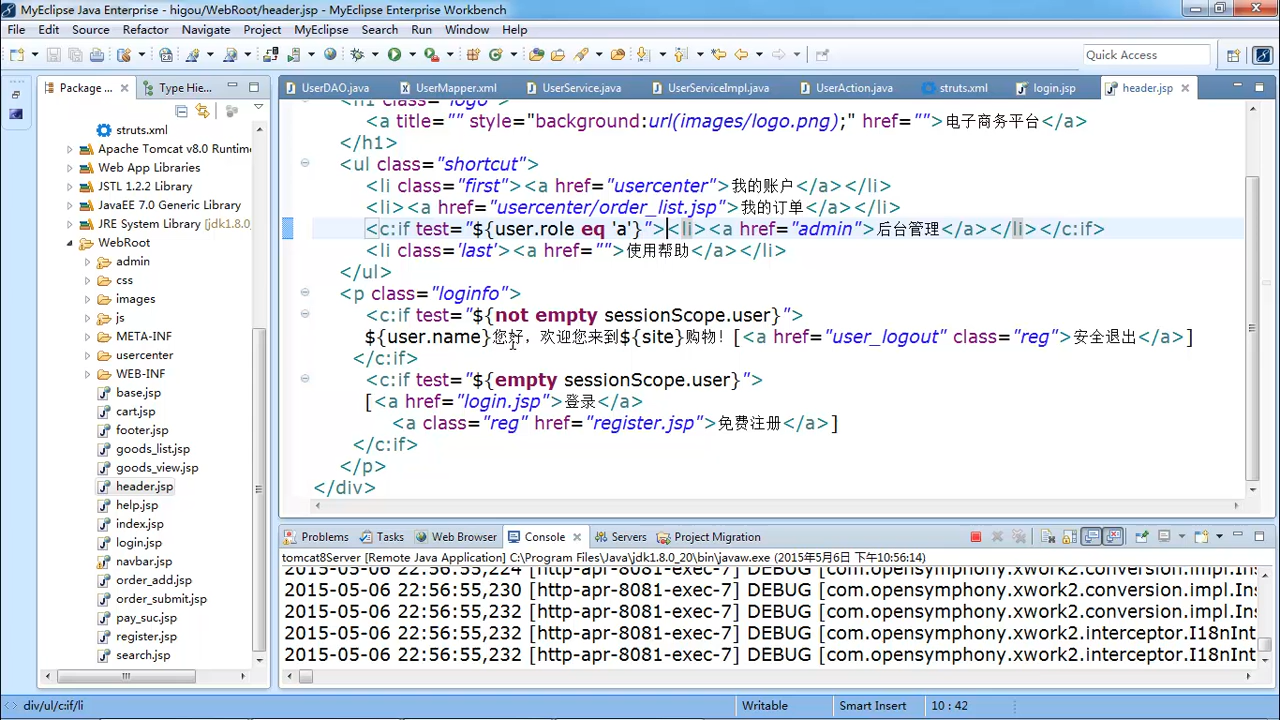 MyEclipse Java Enterprise - higou/WebRoot/header.jsp - MyEclipse Enterprise Workbench
File Edit Source Refactor Navigate Project MyEclipse Search Run Window Help
Quick Access
Package ... Type Hie...
UserDAO.java UserMapper.xml UserService.java UserServiceImpl.java UserAction.java struts.xml login.jsp header.jsp
struts.xml
Apache Tomcat v8.0 Runtime
Web App Libraries
JSTL 1.2.2 Library
JavaEE 7.0 Generic Library
JRE System Library [jdk1.8.0_
WebRoot
admin
css
images
js
META-INF
usercenter
WEB-INF
base.jsp
cart.jsp
footer.jsp
goods_list.jsp
goods_view.jsp
header.jsp
help.jsp
index.jsp
login.jsp
navbar.jsp
order_add.jsp
order_submit.jsp
pay_suc.jsp
register.jsp
search.jsp
<h1 class="logo">
<a title="" style="background:url(images/logo.png);" href="">电子商务平台</a>
</h1>
<ul class="shortcut">
<li class="first"><a href="usercenter">我的账户</a></li>
<li><a href="usercenter/order_list.jsp">我的订单</a></li>
<c:if test="${user.role eq 'a'}"><li><a href="admin">后台管理</a></li></c:if>
<li class='last'><a href="">使用帮助</a></li>
</ul>
<p class="loginfo">
<c:if test="${not empty sessionScope.user}">
${user.name}您好，欢迎您来到${site}购物！[<a href="user_logout" class="reg">安全退出</a>]
</c:if>
<c:if test="${empty sessionScope.user}">
[<a href="login.jsp">登录</a>
<a class="reg" href="register.jsp">免费注册</a>]
</c:if>
</p>
</div>
Problems Tasks Web Browser Console Servers Project Migration
tomcat8Server [Remote Java Application] C:\Program Files\Java\jdk1.8.0_20\bin\javaw.exe (2015年5月6日 下午10:56:14)
2015-05-06 22:56:55,224 [http-apr-8081-exec-7] DEBUG [com.opensymphony.xwork2.conversion.impl.Ins
2015-05-06 22:56:55,230 [http-apr-8081-exec-7] DEBUG [com.opensymphony.xwork2.conversion.impl.Ins
2015-05-06 22:56:55,232 [http-apr-8081-exec-7] DEBUG [com.opensymphony.xwork2.interceptor.I18nInt
2015-05-06 22:56:55,232 [http-apr-8081-exec-7] DEBUG [com.opensymphony.xwork2.interceptor.I18nInt
div/ul/c:if/li Writable Smart Insert 10 : 42